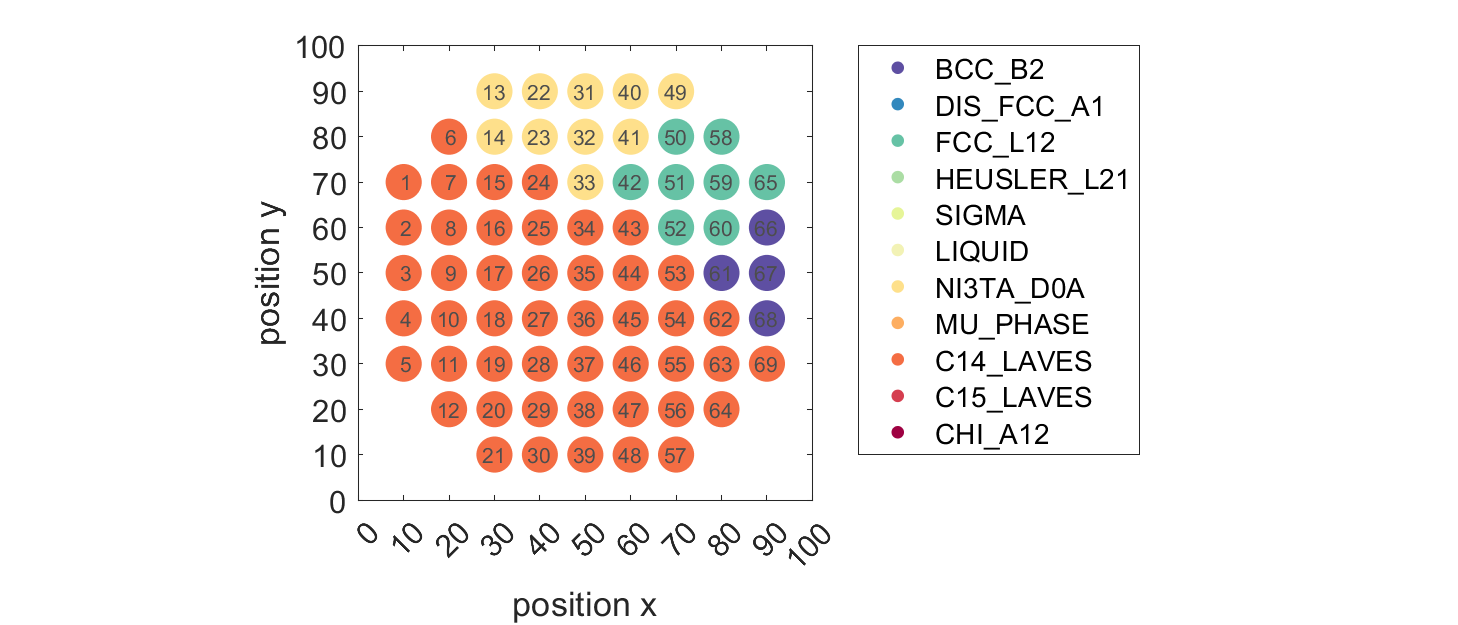 100
90
80
70
60
50
40
30
20
10
0
position y
13 22 31 40 49
6 14 23 32 41 50 58
1 7 15 24 33 42 51 59 65
2 8 16 25 34 43 52 60 66
3 9 17 26 35 44 53 61 67
4 10 18 27 36 45 54 62 68
5 11 19 28 37 46 55 63 69
12 20 29 38 47 56 64
21 30 39 48 57
0 10 20 30 40 50 60 70 80 90 100
position x
BCC_B2
DIS_FCC_A1
FCC_L12
HEUSLER_L21
SIGMA
LIQUID
NI3TA_D0A
MU_PHASE
C14_LAVES
C15_LAVES
CHI_A12